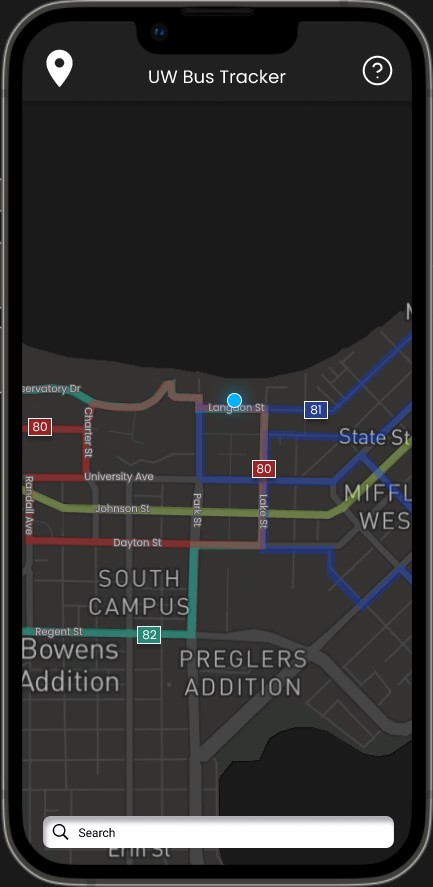 UW Bus Tracker
servatory Dr
Langdon St
81
80
Charter St
State St
80
University Ave
MIFFL
WES
Randall Ave
Johnson St
Park St
Lake St
Dayton St
SOUTH
CAMPUS
Regent St
82
Bowens
Addition
PREGLERS
ADDITION
Search
Erin St